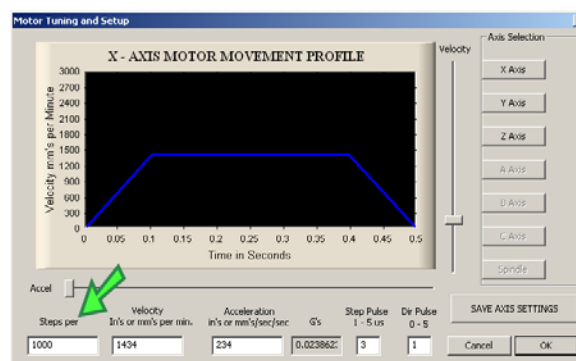 Motor Tuning and Setup
X - AXIS MOTOR MOVEMENT PROFILE
Velocity mm's per Minute
3000
2700
2400
2100
1800
1500
1200
900
600
300
0
0 0.05 0.1 0.15 0.2 0.25 0.3 0.35 0.4 0.45 0.5
Time in Seconds
Velocity
Axis Selection
X Axis
Y Axis
Z Axis
A Axis
B Axis
C Axis
Spindle
Accel
Steps per
Velocity
In's or mm's per min.
Acceleration
in's or mm's/sec/sec
G's
Step Pulse
1 - 5 us
Dir Pulse
0 - 5
1000 1434 234 0.0238623 3 1
SAVE AXIS SETTINGS
Cancel OK